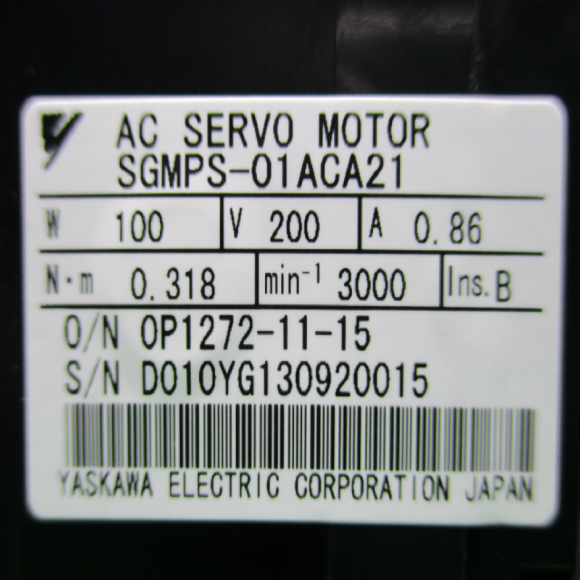 AC SERVO MOTOR
SGMPS-01ACA21
W 100 V 200 A 0.86
N·m 0.318 min⁻¹ 3000 Ins. B
O/N OP1272-11-15
S/N D010YG130920015
YASKAWA ELECTRIC CORPORATION JAPAN